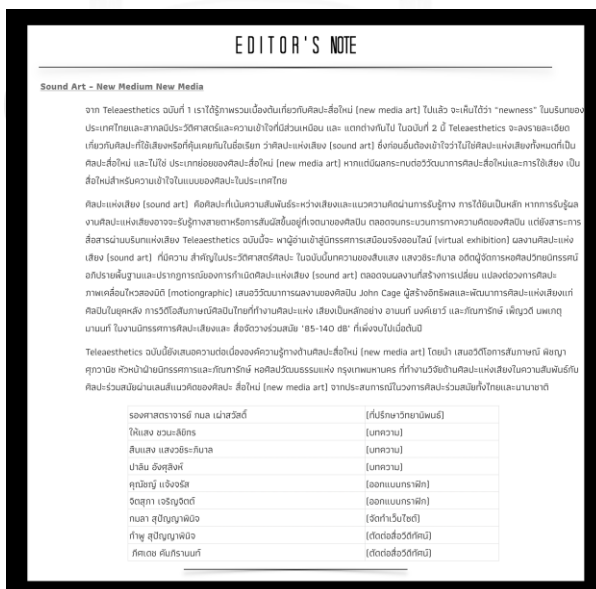 EDITOR'S NOTE
Sound Art – New Medium New Media
จาก Teleaesthetics ฉบับที่ 1 เราได้รู้ภาพรวมเบื้องต้นเกี่ยวกับศิลปะสื่อใหม่ (new media art) ไปแล้ว จะเห็นได้ว่า "newness" ในบริบทของ
ประเทศไทยและสากลมีประวัติศาสตร์และความเข้าใจที่มีส่วนเหมือน และ แตกต่างกันไป ในฉบับที่ 2 นี้ Teleaesthetics จะลงรายละเอียด
เกี่ยวกับศิลปะที่ใช้เสียงหรือที่คุ้นเคยกันในชื่อเรียก ว่าศิลปะแห่งเสียง (sound art) ซึ่งก่อนอื่นต้องเข้าใจว่าไม่ใช่ศิลปะแห่งเสียงทั้งหมดที่เป็น
ศิลปะสื่อใหม่ และไม่ใช่ ประเภทย่อยของศิลปะสื่อใหม่ (new media art) หากแต่มีผลกระทบต่อวิวัฒนาการศิลปะสื่อใหม่และการใช้เสียง เป็น
สื่อใหม่สำหรับความเข้าใจในแบบของศิลปะในประเทศไทย
ศิลปะแห่งเสียง (sound art) คือศิลปะที่เน้นความสัมพันธ์ระหว่างเสียงและแนวความคิดผ่านการรับรู้ทาง การได้ยินเป็นหลัก หากการรับรู้ผล
งานศิลปะแห่งเสียงอาจจะรับรู้ทางสายตาหรือการสัมผัสขึ้นอยู่ที่เจตนาของศิลปิน ตลอดจนกระบวนการทางความคิดของศิลปิน แต่ยังสาระการ
สื่อสารผ่านบริบทแห่งเสียง Teleaesthetics ฉบับนี้จะ พาผู้อ่านเข้าสู่นิทรรศการเสมือนจริงออนไลน์ (virtual exhibition) ผลงานศิลปะแห่ง
เสียง (sound art) ที่มีความ สำคัญในประวัติศาสตร์ศิลปะ ในฉบับนี้บทความของสืบแสง แสงวชิระภิบาล อดีตผู้จัดการหอศิลปวิทยนิทรรศน์
อภิปรายพื้นฐานและปรากฏการณ์ของการกำเนิดศิลปะแห่งเสียง (sound art) ตลอดจนผลงานที่สร้างการเปลี่ยน แปลงต่อวงการศิลปะ
ภาพเคลื่อนไหวสองมิติ (motiongraphic) เสนอวิวัฒนาการผลงานของศิลปิน John Cage ผู้สร้างอิทธิพลและพัฒนาการศิลปะแห่งเสียงแก่
ศิลปินในยุคหลัง การวิดีโอสัมภาษณ์ศิลปินไทยที่ทำงานศิลปะแห่ง เสียงเป็นหลักอย่าง อานนท์ นงค์เยาว์ และภัณฑารักษ์ เพ็ญวดี นพเกตุ
มานนท์ ในงานนิทรรศการศิลปะเสียงและ สื่อจัดวางร่วมสมัย '85-140 dB' ที่เพิ่งจบไปเมื่อต้นปี
Teleaesthetics ฉบับนี้ยังเสนอความต่อเนื่ององค์ความรู้ทางด้านศิลปะสื่อใหม่ (new media art) โดยนำ เสนอวิดีโอการสัมภาษณ์ พิชญา
ศุภวานิช หัวหน้าฝ่ายนิทรรศการและภัณฑารักษ์ หอศิลปวัฒนธรรมแห่ง กรุงเทพมหานคร ที่ทำงานวิจัยด้านศิลปะแห่งเสียงในความสัมพันธ์กับ
ศิลปะร่วมสมัยผ่านเลนส์แนวคิดของศิลปะ สื่อใหม่ (new media art) จากประสบการณ์ในวงการศิลปะร่วมสมัยทั้งไทยและนานาชาติ
รองศาสตราจารย์ กมล เผ่าสวัสดิ์ (ที่ปรึกษาวิทยานิพนธ์)
ให้แสง ชวนะลิขิกร (บทความ)
สืบแสง แสงวชิระภิบาล (บทความ)
ปาลิน อังศุสิงห์ (บทความ)
คุณัชญ์ แจ้งจรัส (ออกแบบกราฟิก)
จิตสุภา เจริญจิตต์ (ออกแบบกราฟิก)
กมลา สุปัญญาพินิจ (จัดทำเว็บไซต์)
กำพู สุปัญญาพินิจ (ตัดต่อสื่อวีดิทัศน์)
ภีศเดช คัมภิรานนท์ (ตัดต่อสื่อวีดิทัศน์)